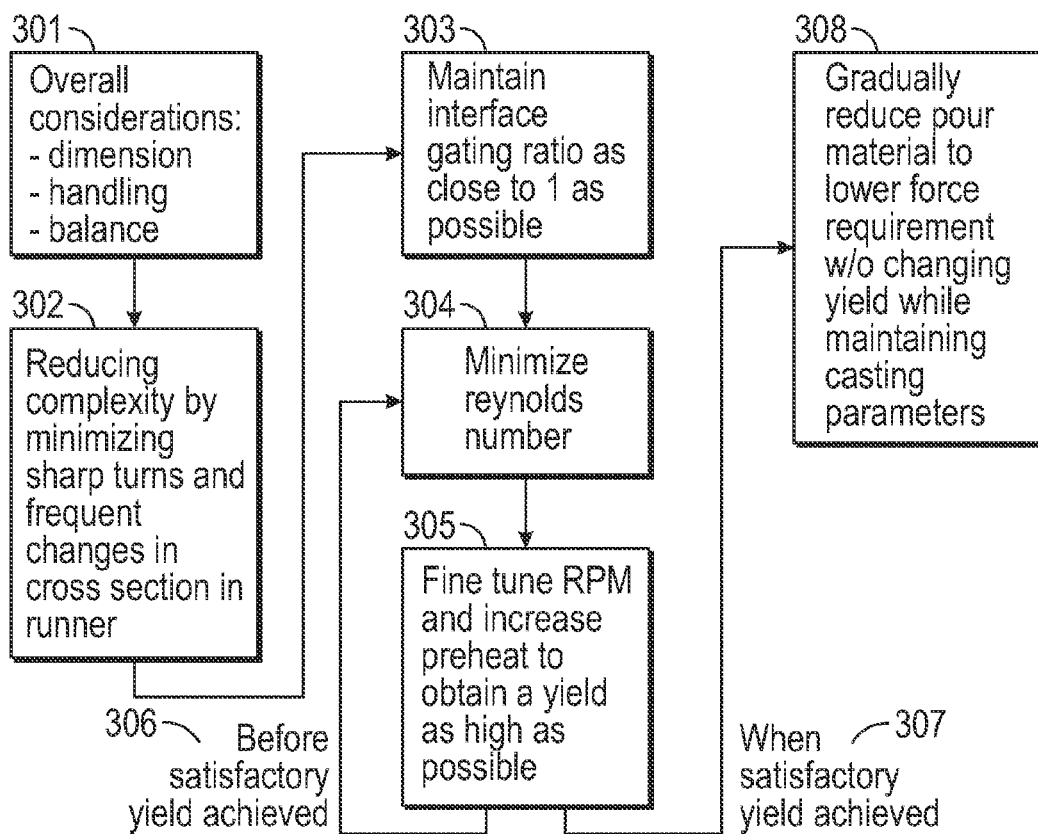 301
Overall
considerations:
- dimension
- handling
- balance
302
Reducing
complexity by
minimizing
sharp turns and
frequent
changes in
cross section in
runner
303
Maintain
interface
gating ratio as
close to 1 as
possible
304
Minimize
reynolds
number
305
Fine tune RPM
and increase
preheat to
obtain a yield
as high as
possible
306
Before
satisfactory
yield achieved
When
307
satisfactory
yield achieved
308
Gradually
reduce pour
material to
lower force
requirement
w/o changing
yield while
maintaining
casting
parameters